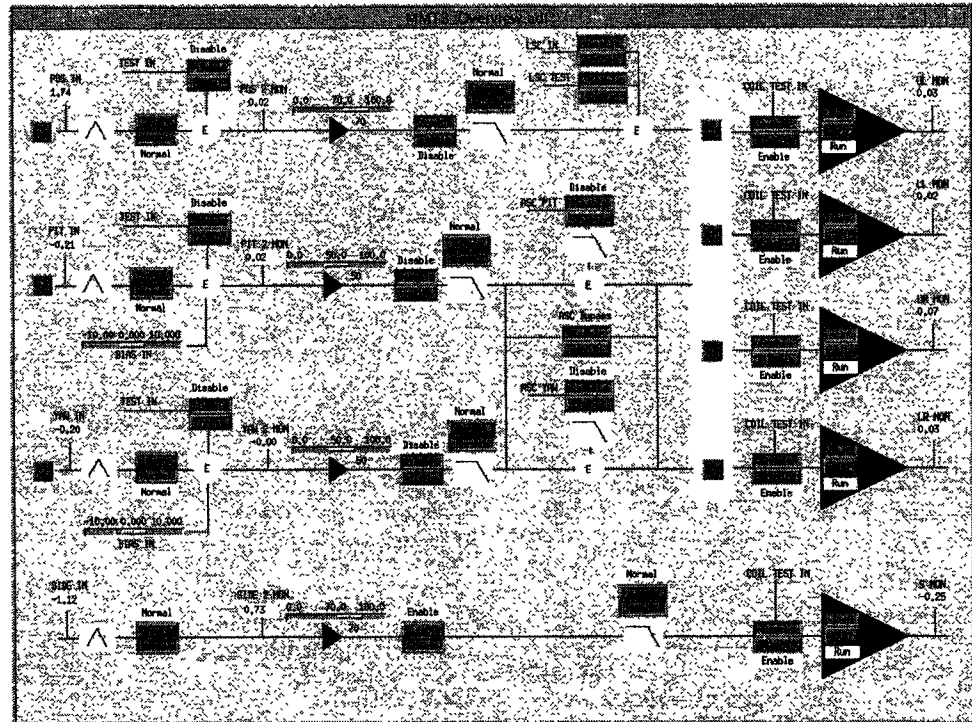 MMT3_Overview.adl
Disable
TEST IN
POS IN
1.74
Normal
E
POS 2 MON
0.02
0.0 70.0 100.0
70
Disable
Normal
LSC IN
LSC TEST
E
COIL TEST IN
Enable
Run
UL MON
0.03
Disable
TEST IN
PIT IN
-0.21
Normal
E
-10.00 0.000 10.000
BIAS IN
PIT 2 MON
0.02
0.0 50.0 100.0
50
Disable
Normal
Disable
ASC PIT
E
COIL TEST IN
Enable
Run
LL MON
0.02
ASC Bypass
COIL TEST IN
Enable
Run
UR MON
0.07
Disable
TEST IN
YAW IN
-0.20
Normal
E
-10.00 0.000 10.000
BIAS IN
YAW 2 MON
-0.00
0.0 50.0 100.0
50
Disable
Normal
Disable
ASC YAW
E
COIL TEST IN
Enable
Run
LR MON
0.03
SIDE IN
-1.12
Normal
SIDE 2 MON
0.73
0.0 70.0 100.0
70
Enable
Normal
COIL TEST IN
Enable
Run
S MON
-0.25